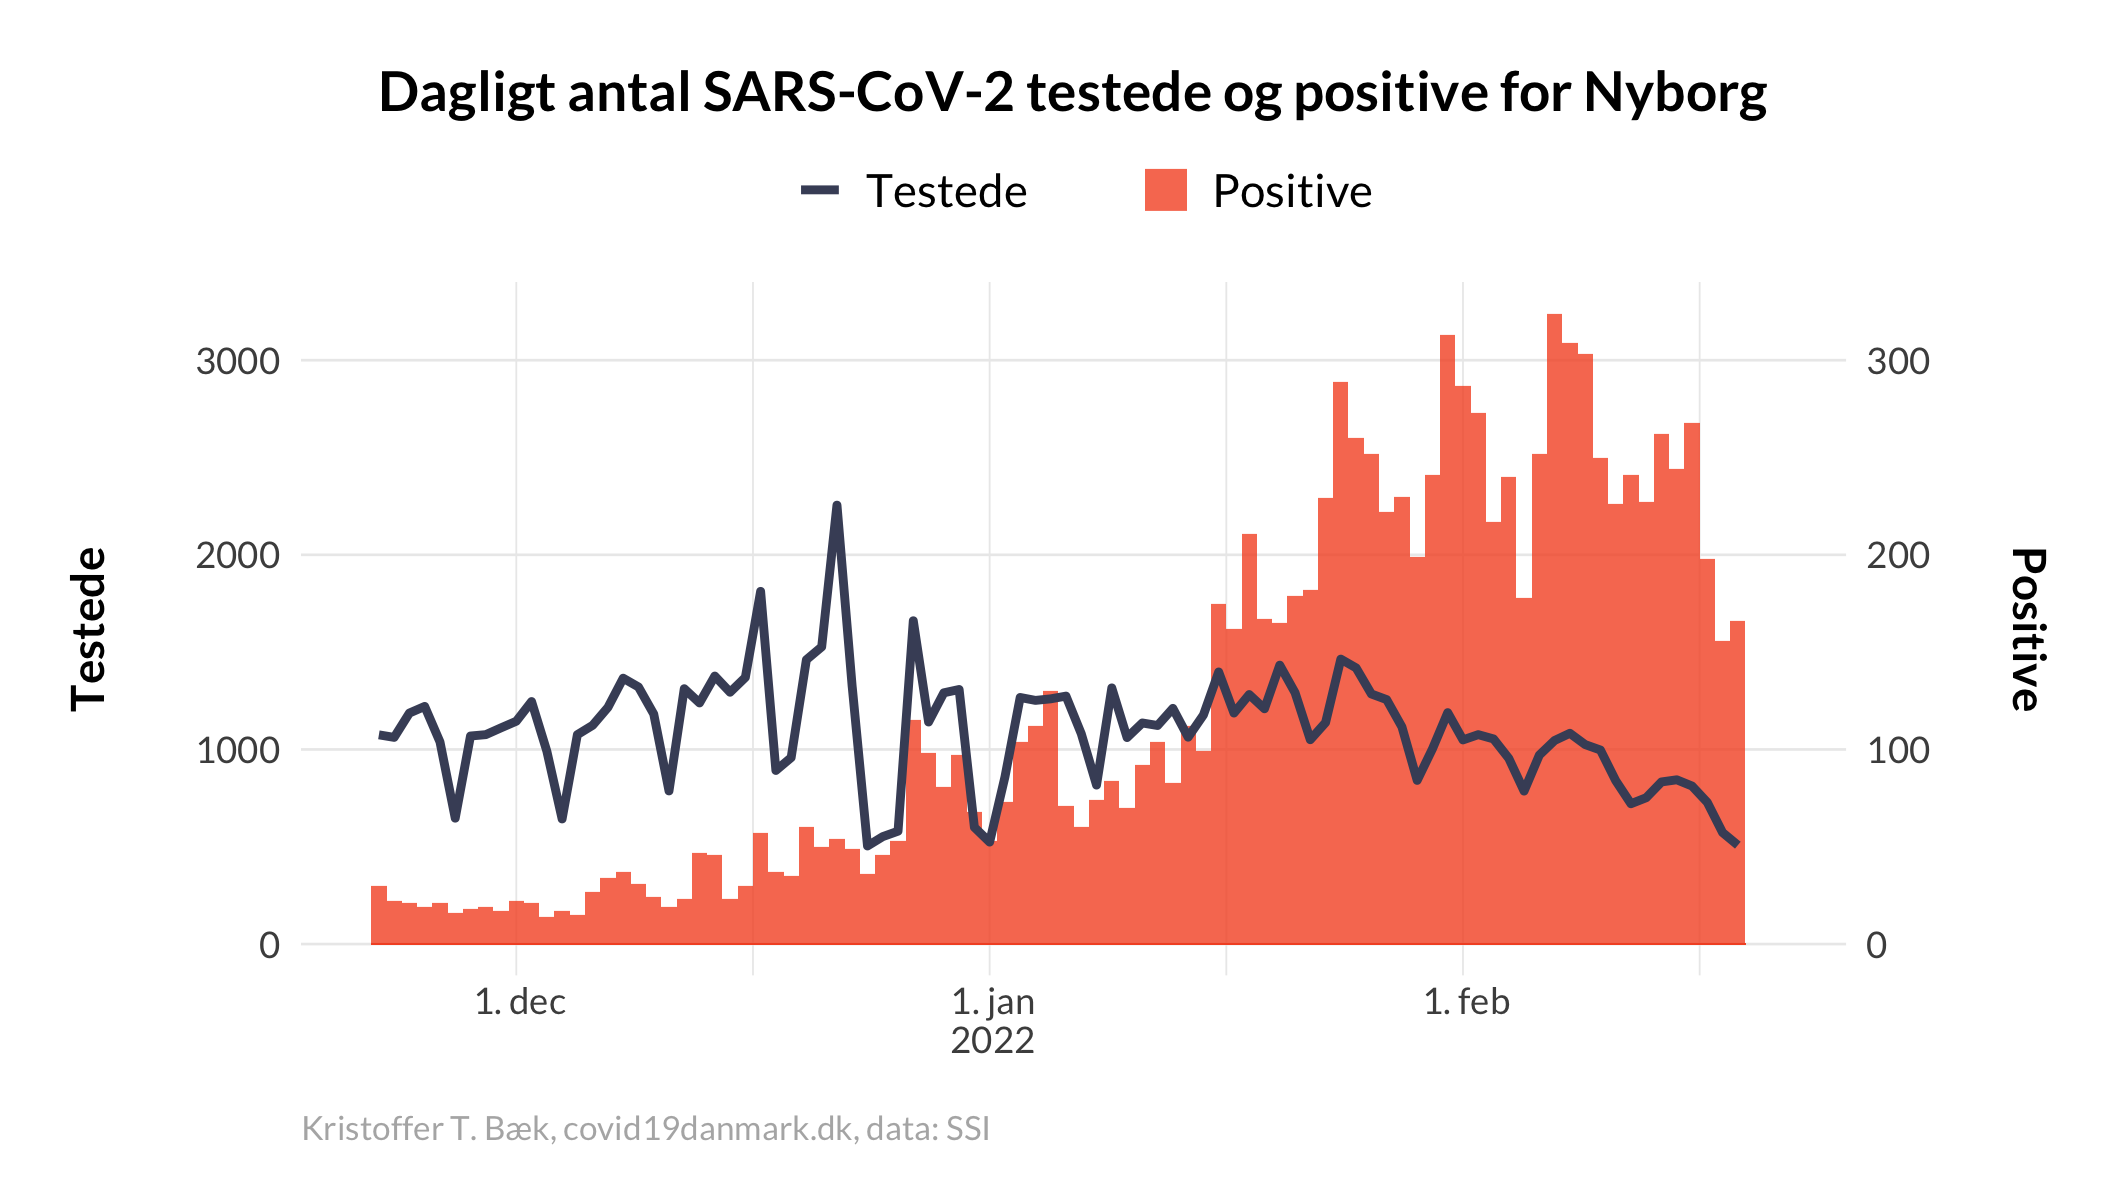 Dagligt antal SARS-CoV-2 testede og positive for Nyborg
Testede Positive
Testede
3000
2000
1000
0
300
200
100
0
Positive
1. dec
1. jan
2022
1. feb
Kristoffer T. Bæk, covid19danmark.dk, data: SSI